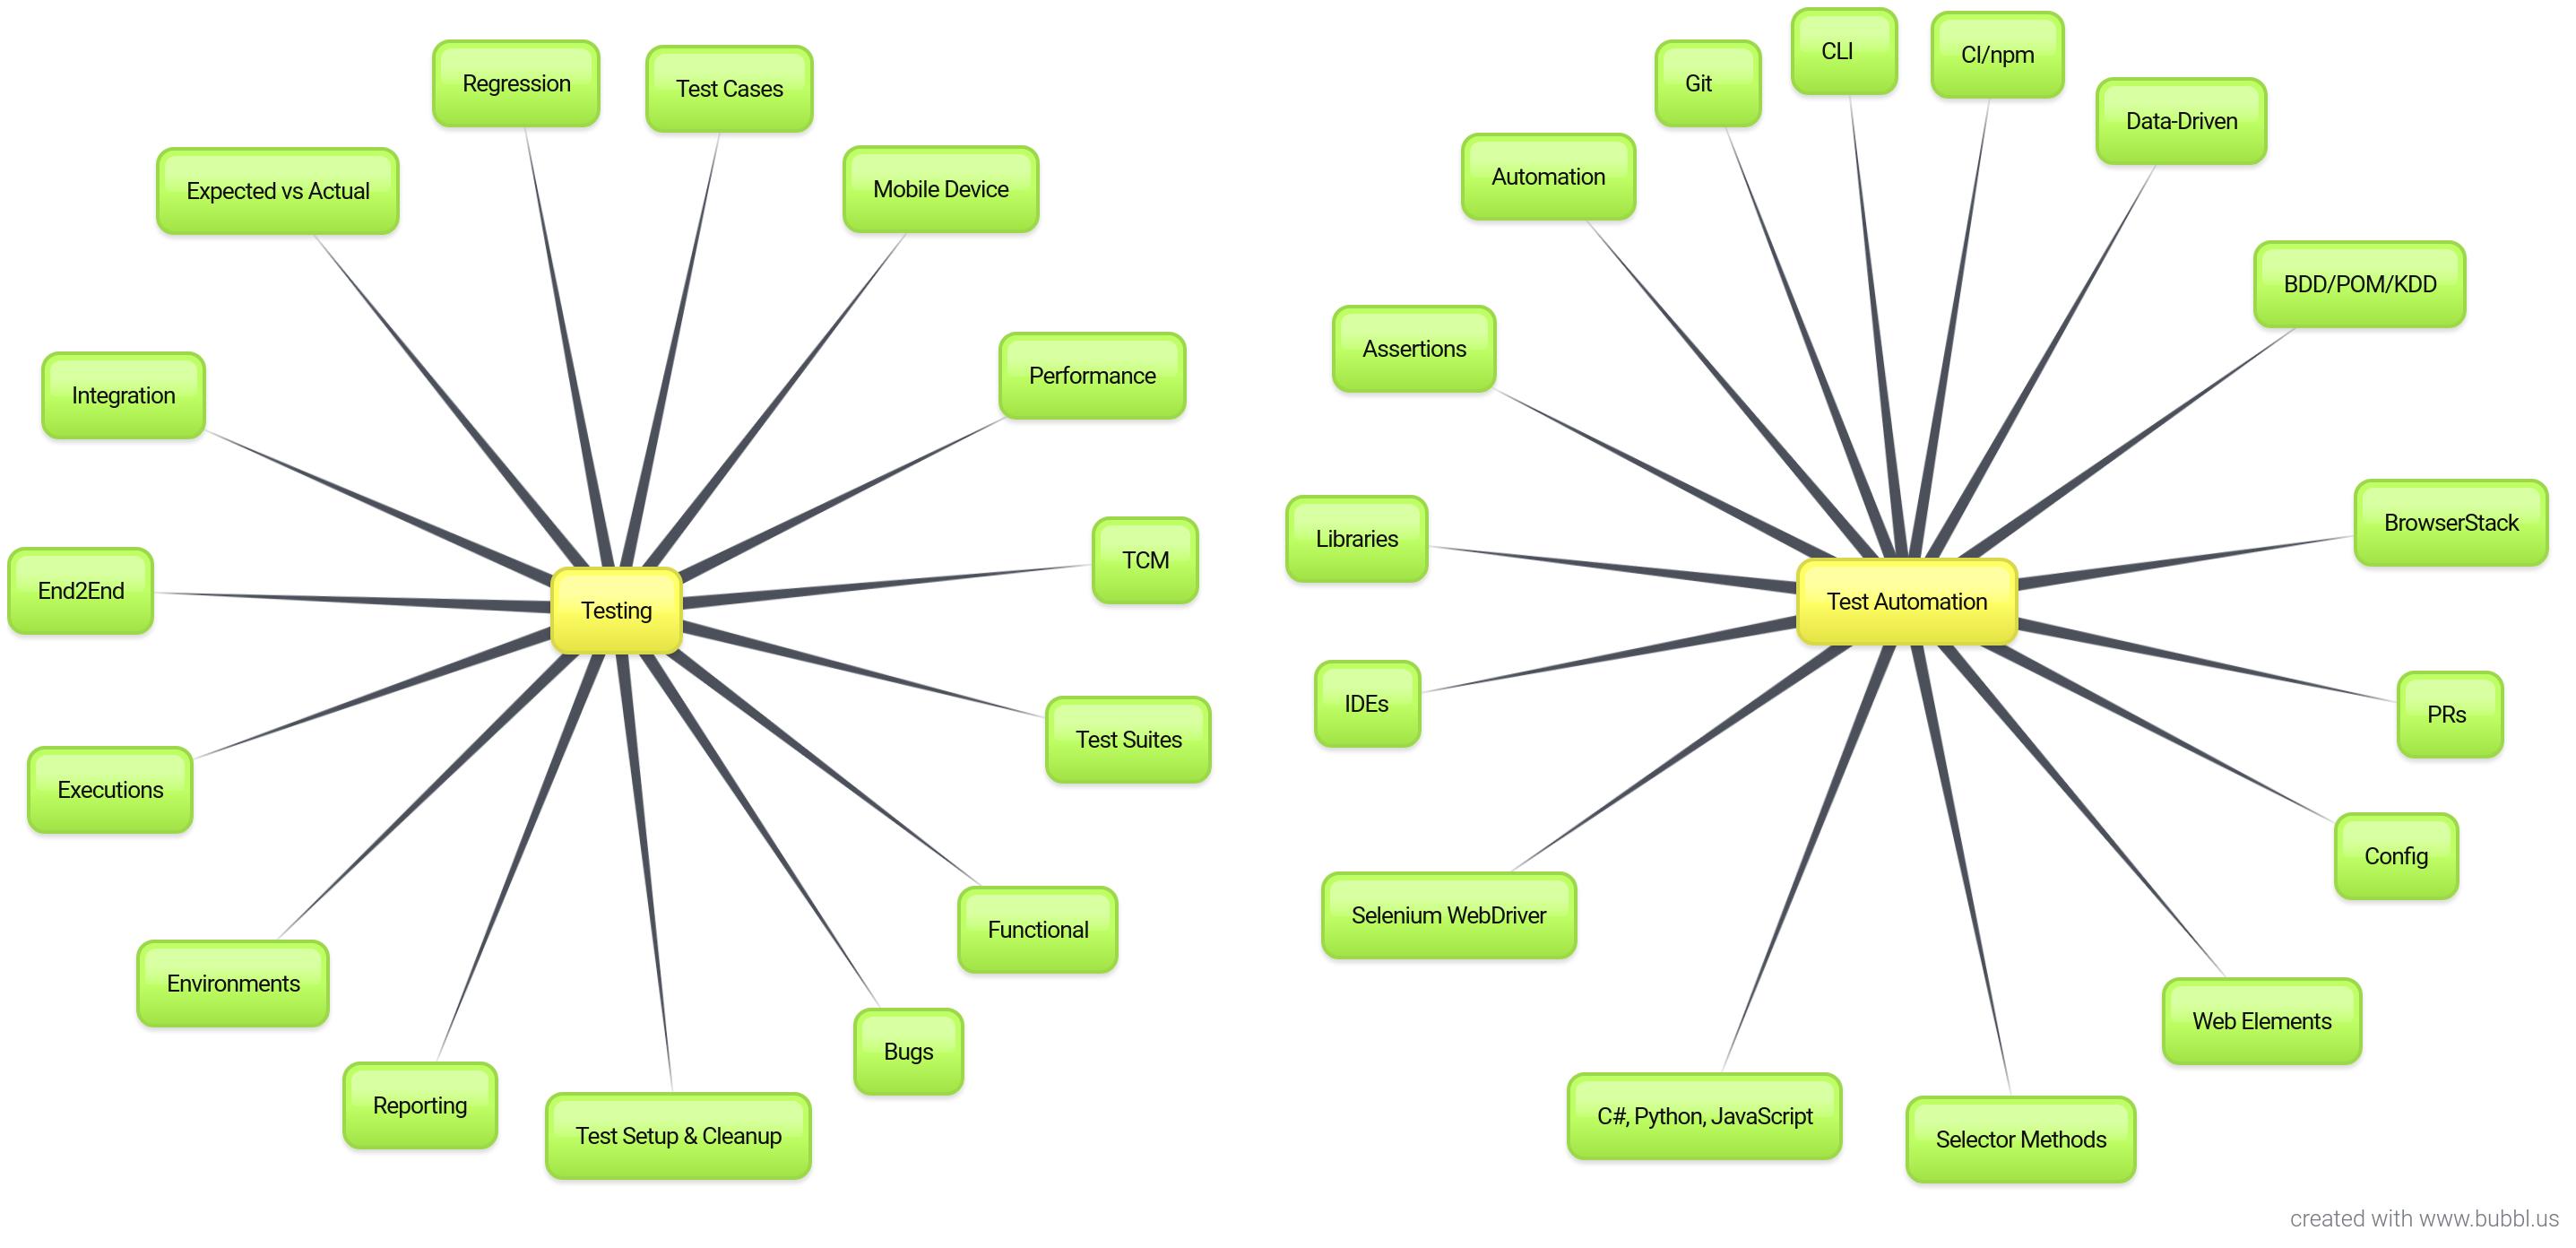 Regression
Test Cases
Expected vs Actual
Mobile Device
Integration
Performance
End2End
TCM
Testing
Executions
Test Suites
Environments
Functional
Reporting
Bugs
Test Setup & Cleanup
Git
CLI
CI/npm
Data-Driven
Automation
BDD/POM/KDD
Assertions
Libraries
BrowserStack
Test Automation
IDEs
PRs
Selenium WebDriver
Config
Web Elements
C#, Python, JavaScript
Selector Methods
created with www.bubbl.us